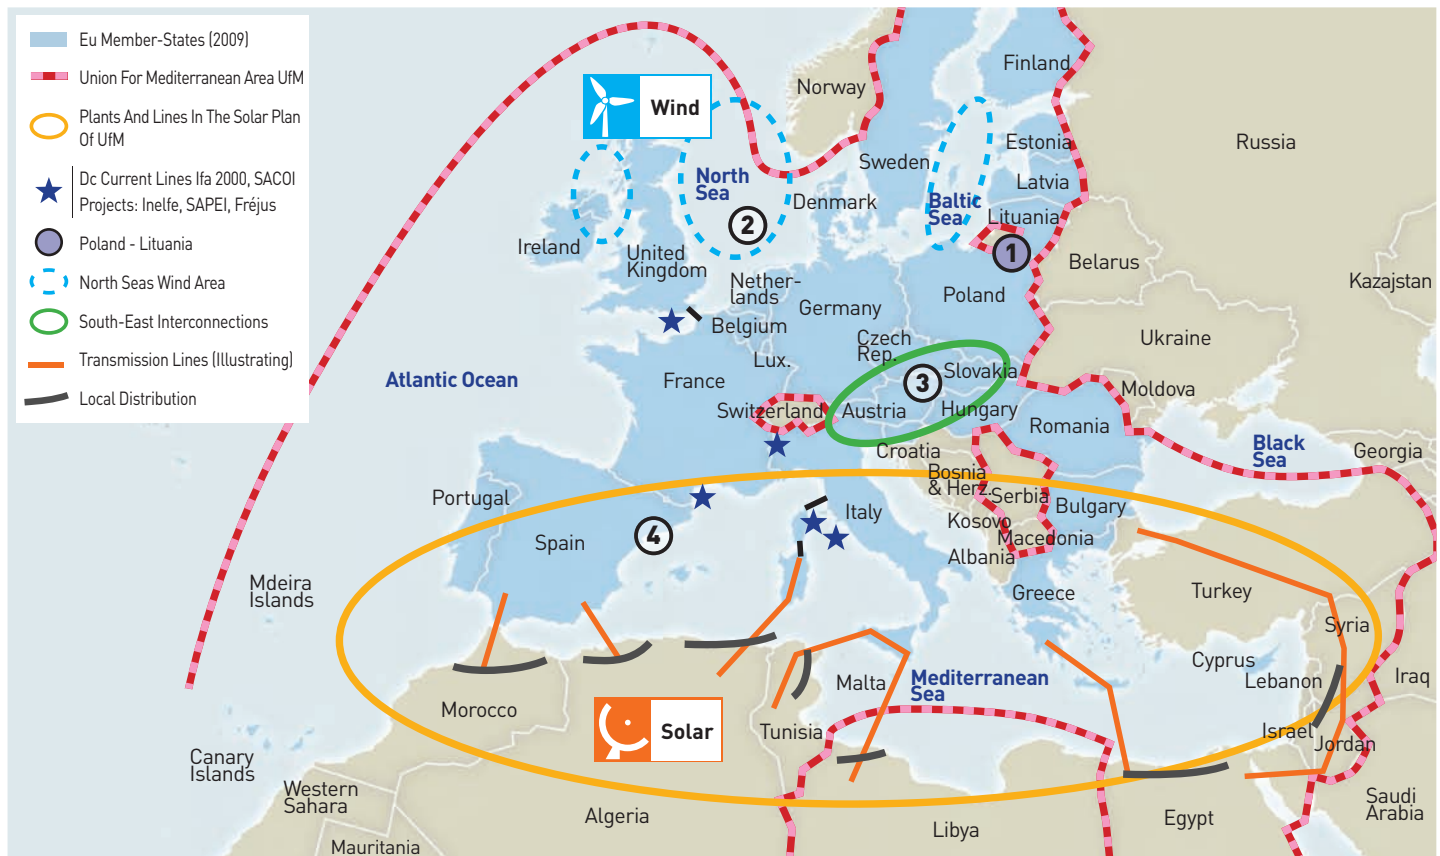 Eu Member-States (2009)
Union For Mediterranean Area UfM
Plants And Lines In The Solar Plan
Of UfM
Dc Current Lines Ifa 2000, SACOI
Projects: Inelfe, SAPEI, Fréjus
Poland - Lituania
North Seas Wind Area
South-East Interconnections
Transmission Lines (Illustrating)
Local Distribution
Wind
Norway
Finland
Russia
Estonia
Sweden
Latvia
North
Sea
Denmark
Baltic
Sea
Lituania
2
1
Ireland
United
Kingdom
Belarus
Kazajstan
Nether-
lands
Germany
Poland
Belgium
Czech
Rep.
Ukraine
Lux.
Slovakia
Atlantic Ocean
France
3
Moldova
Switzerland
Austria
Hungary
Romania
Croatia
Black
Sea
Georgia
Bosnia
& Herz.
Serbia
Portugal
Italy
Bulgary
Kosovo
Macedonia
4
Spain
Albania
Mdeira
Islands
Greece
Turkey
Syria
Cyprus
Lebanon
Iraq
Malta
Mediterranean
Sea
Morocco
Solar
Tunisia
Israel
Jordan
Canary
Islands
Western
Sahara
Algeria
Libya
Egypt
Saudi
Arabia
Mauritania